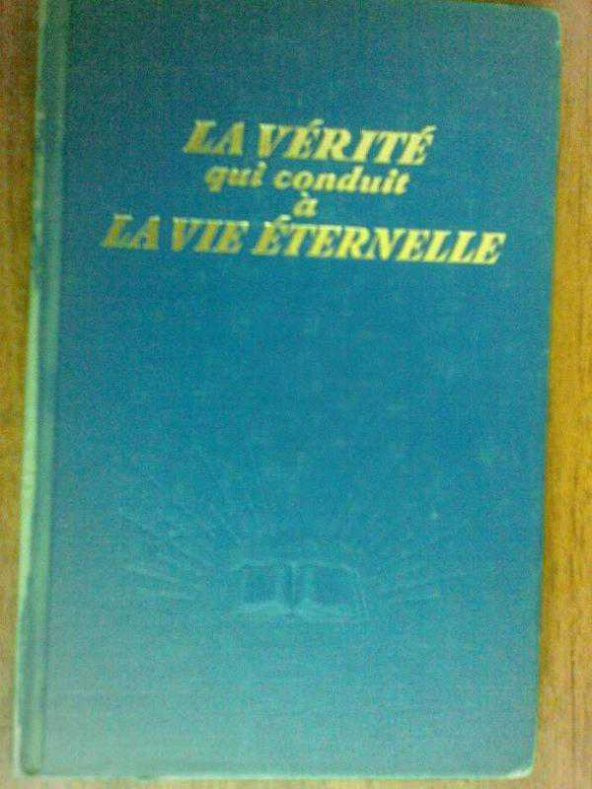 LA VÉRITÉ
qui conduit
à
LA VIE ÉTERNELLE